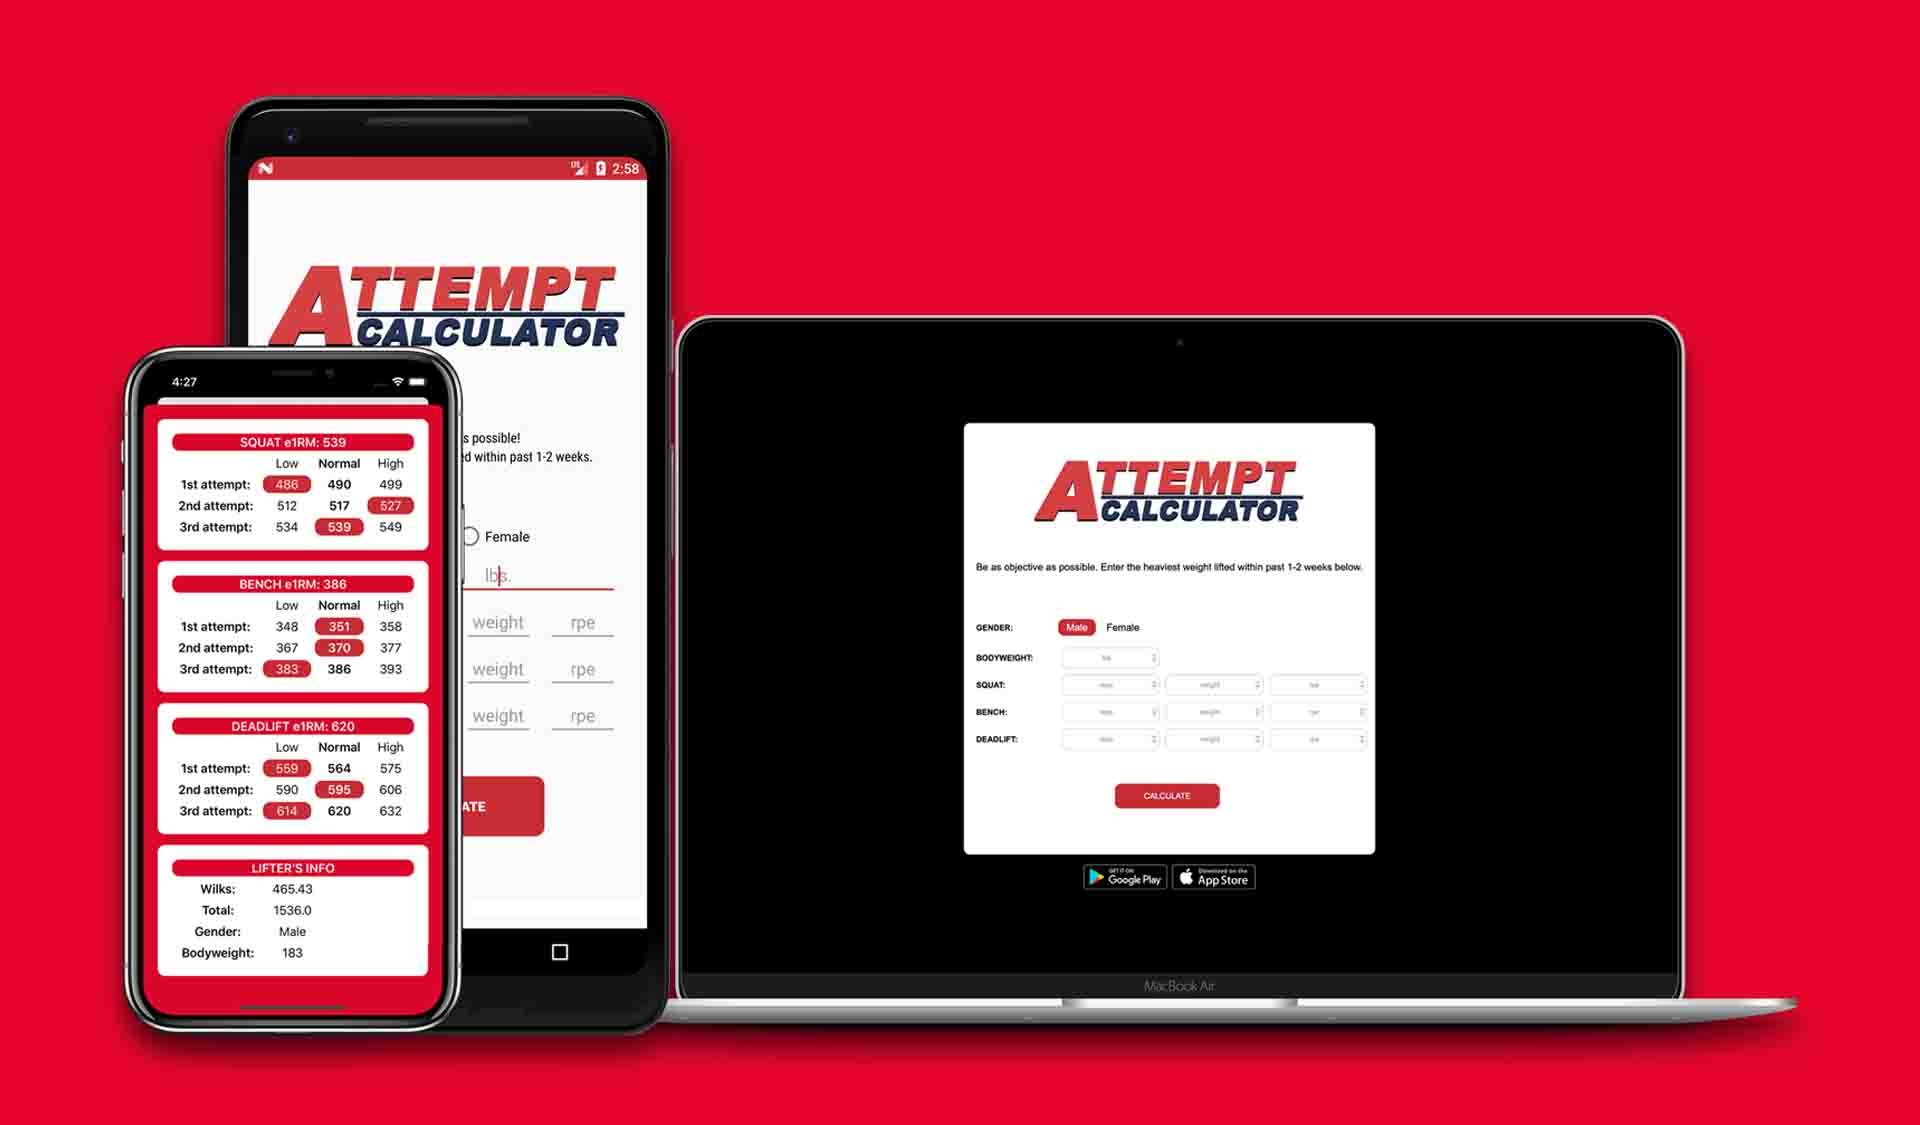 2:58
ATTEMPT
CALCULATOR
s possible!
ed within past 1-2 weeks.
Female
lbs.
weight rpe
weight rpe
weight rpe
ATE
4:27
SQUAT e1RM: 539
Low Normal High
1st attempt: 486 490 499
2nd attempt: 512 517 527
3rd attempt: 534 539 549
BENCH e1RM: 386
Low Normal High
1st attempt: 348 351 358
2nd attempt: 367 370 377
3rd attempt: 383 386 393
DEADLIFT e1RM: 620
Low Normal High
1st attempt: 559 564 575
2nd attempt: 590 595 606
3rd attempt: 614 620 632
LIFTER'S INFO
Wilks: 465.43
Total: 1536.0
Gender: Male
Bodyweight: 183
ATTEMPT
CALCULATOR
Be as objective as possible. Enter the heaviest weight lifted within past 1-2 weeks below.
GENDER: Male Female
BODYWEIGHT:
SQUAT: weight
BENCH: weight rpe
DEADLIFT: weight
CALCULATE
GET IT ON
Google Play
Download on the
App Store
MacBook Air